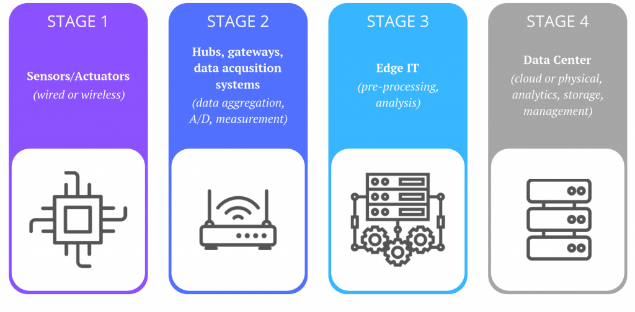 STAGE 1
Sensors/Actuators
(wired or wireless)
STAGE 2
Hubs, gateways,
data acqusition
systems
(data aggregation,
A/D, measurement)
STAGE 3
Edge IT
(pre-processing,
analysis)
STAGE 4
Data Center
(cloud or physical,
analytics, storage,
management)